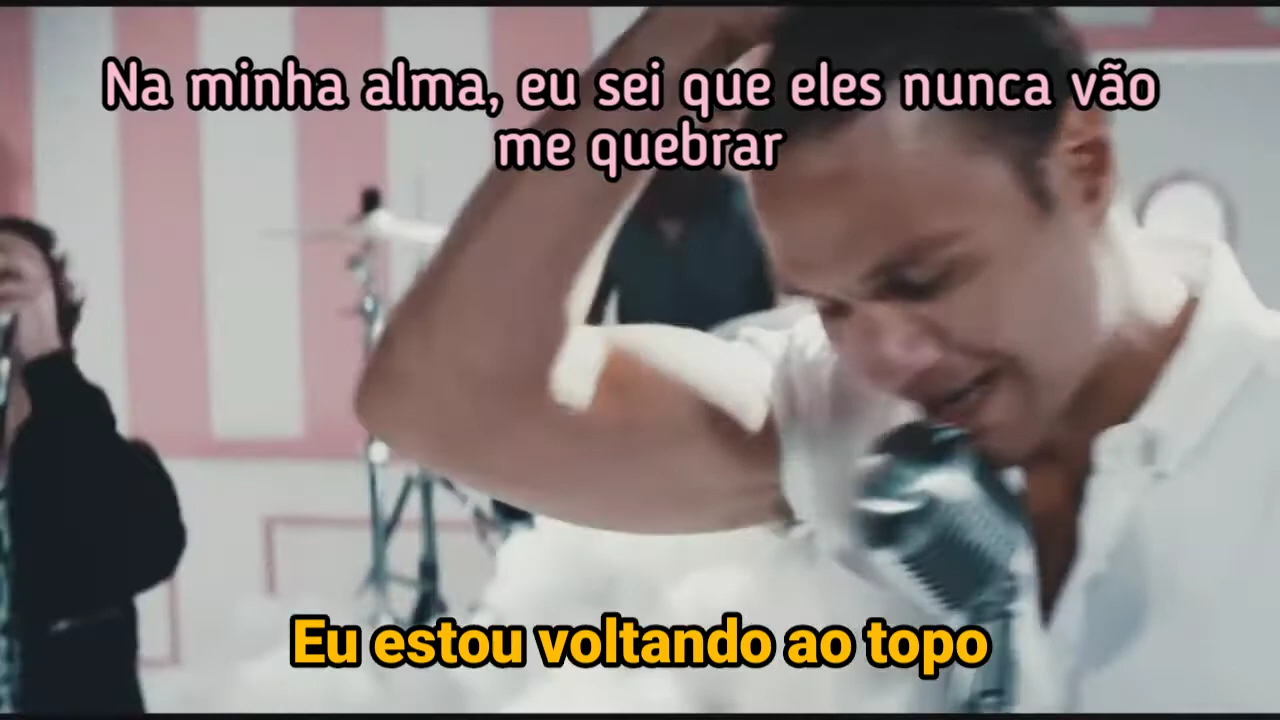 Na minha alma, eu sei que eles nunca vão
me quebrar
Eu estou voltando ao topo